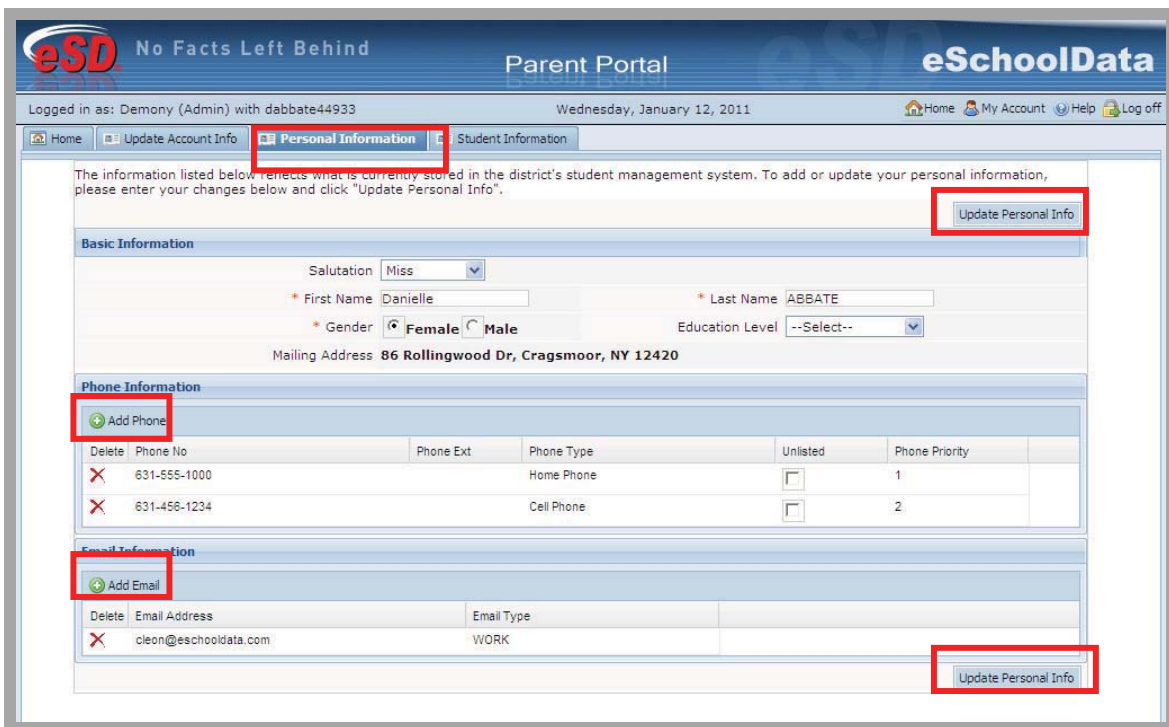 eSD No Facts Left Behind Parent Portal eSchoolData
Logged in as: Demony (Admin) with dabbate44933 Wednesday, January 12, 2011 Home My Account Help Log off
Home Update Account Info Personal Information Student Information
The information listed below reflects what is currently stored in the district's student management system. To add or update your personal information,
please enter your changes below and click "Update Personal Info".
Update Personal Info
Basic Information
Salutation Miss
* First Name Danielle * Last Name ABBATE
* Gender Female Male Education Level --Select--
Mailing Address 86 Rollingwood Dr, Cragsmoor, NY 12420
Phone Information
Add Phone
Delete Phone No Phone Ext Phone Type Unlisted Phone Priority
631-555-1000 Home Phone 1
631-456-1234 Cell Phone 2
Email Information
Add Email
Delete Email Address Email Type
cleon@eschooldata.com WORK
Update Personal Info